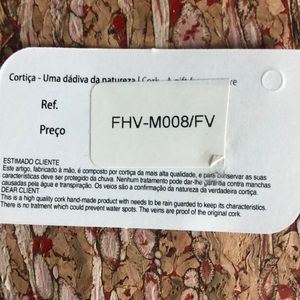 Cortiça - Uma dádiva da natureza | Cork - A gift re
Ref.
FHV-M008/FV
Preço
ESTIMADO CLIENTE
Este artigo, fabricado à mão, é composto por cortiça da mais alta qualidade, e para conservar as suas
características deve ser protegido da chuva. Nenhum tratamento pode dar-lhe garantia contra manchas
causadas pela água e transpiração. Os veios são a confirmação da natureza da verdadeira cortiça.
DEAR CLIENT
This is a high quality cork hand-made product with needed to be rain guarded to keep its characteristics.
There is no tratment which could prevent water spots. The veins are proof of the original cork.